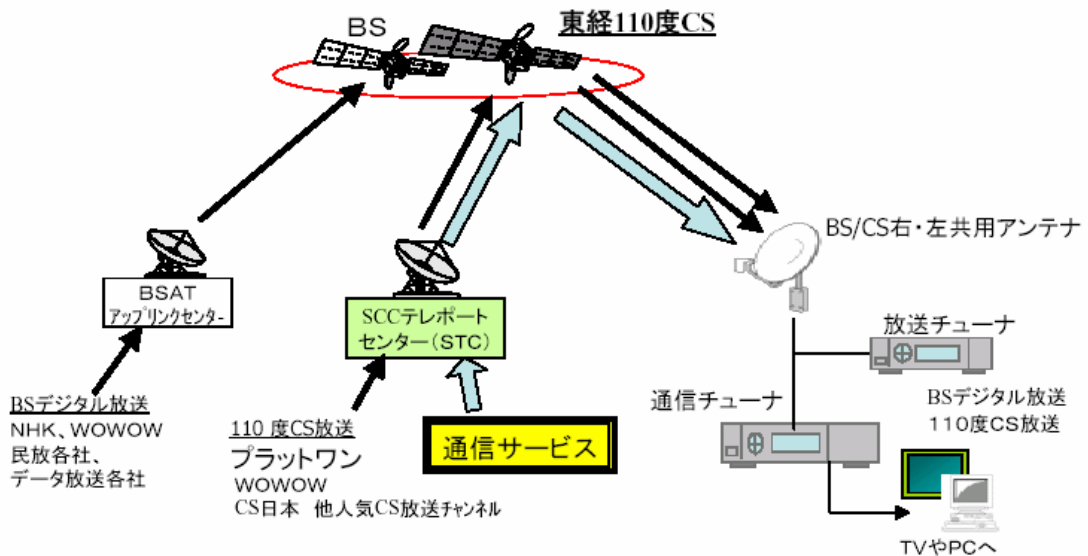 BS
東経110度CS
BS/CS右・左共用アンテナ
BSAT
アップリンクセンター
SCCテレポート
センター(STC)
放送チューナ
BSデジタル放送
110度CS放送
通信チューナ
BSデジタル放送
NHK、WOWOW
民放各社、
データ放送各社
110 度CS放送
プラットワン
WOWOW
CS日本 他人気CS放送チャンネル
通信サービス
TVやPCへ